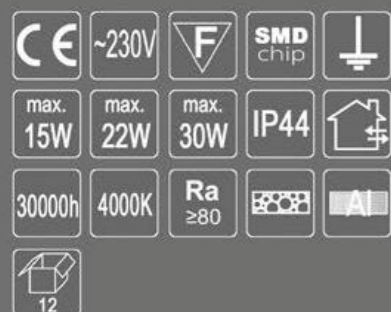 CE
~230V
F
SMD
chip
max.
15W
max.
22W
max.
30W
IP44
30000h
4000K
Ra
≥80
Al
12